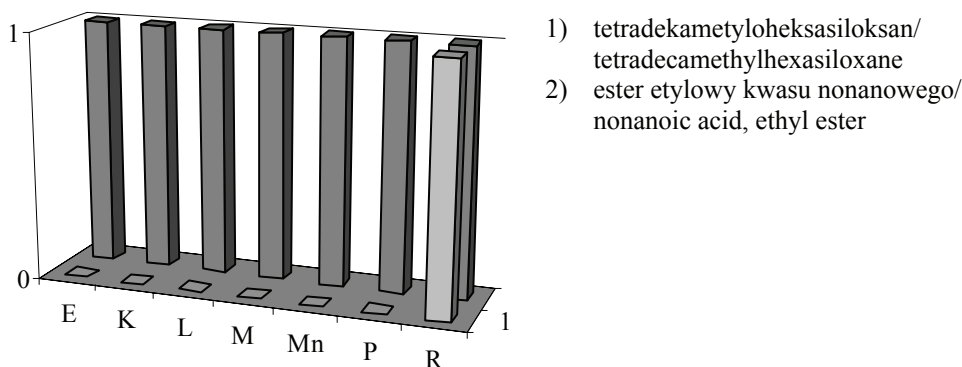 1
0
E K L M Mn P R
1
1) tetradekametyloheksasiloksan/
tetradecamethylhexasiloxane
2) ester etylowy kwasu nonanowego/
nonanoic acid, ethyl ester